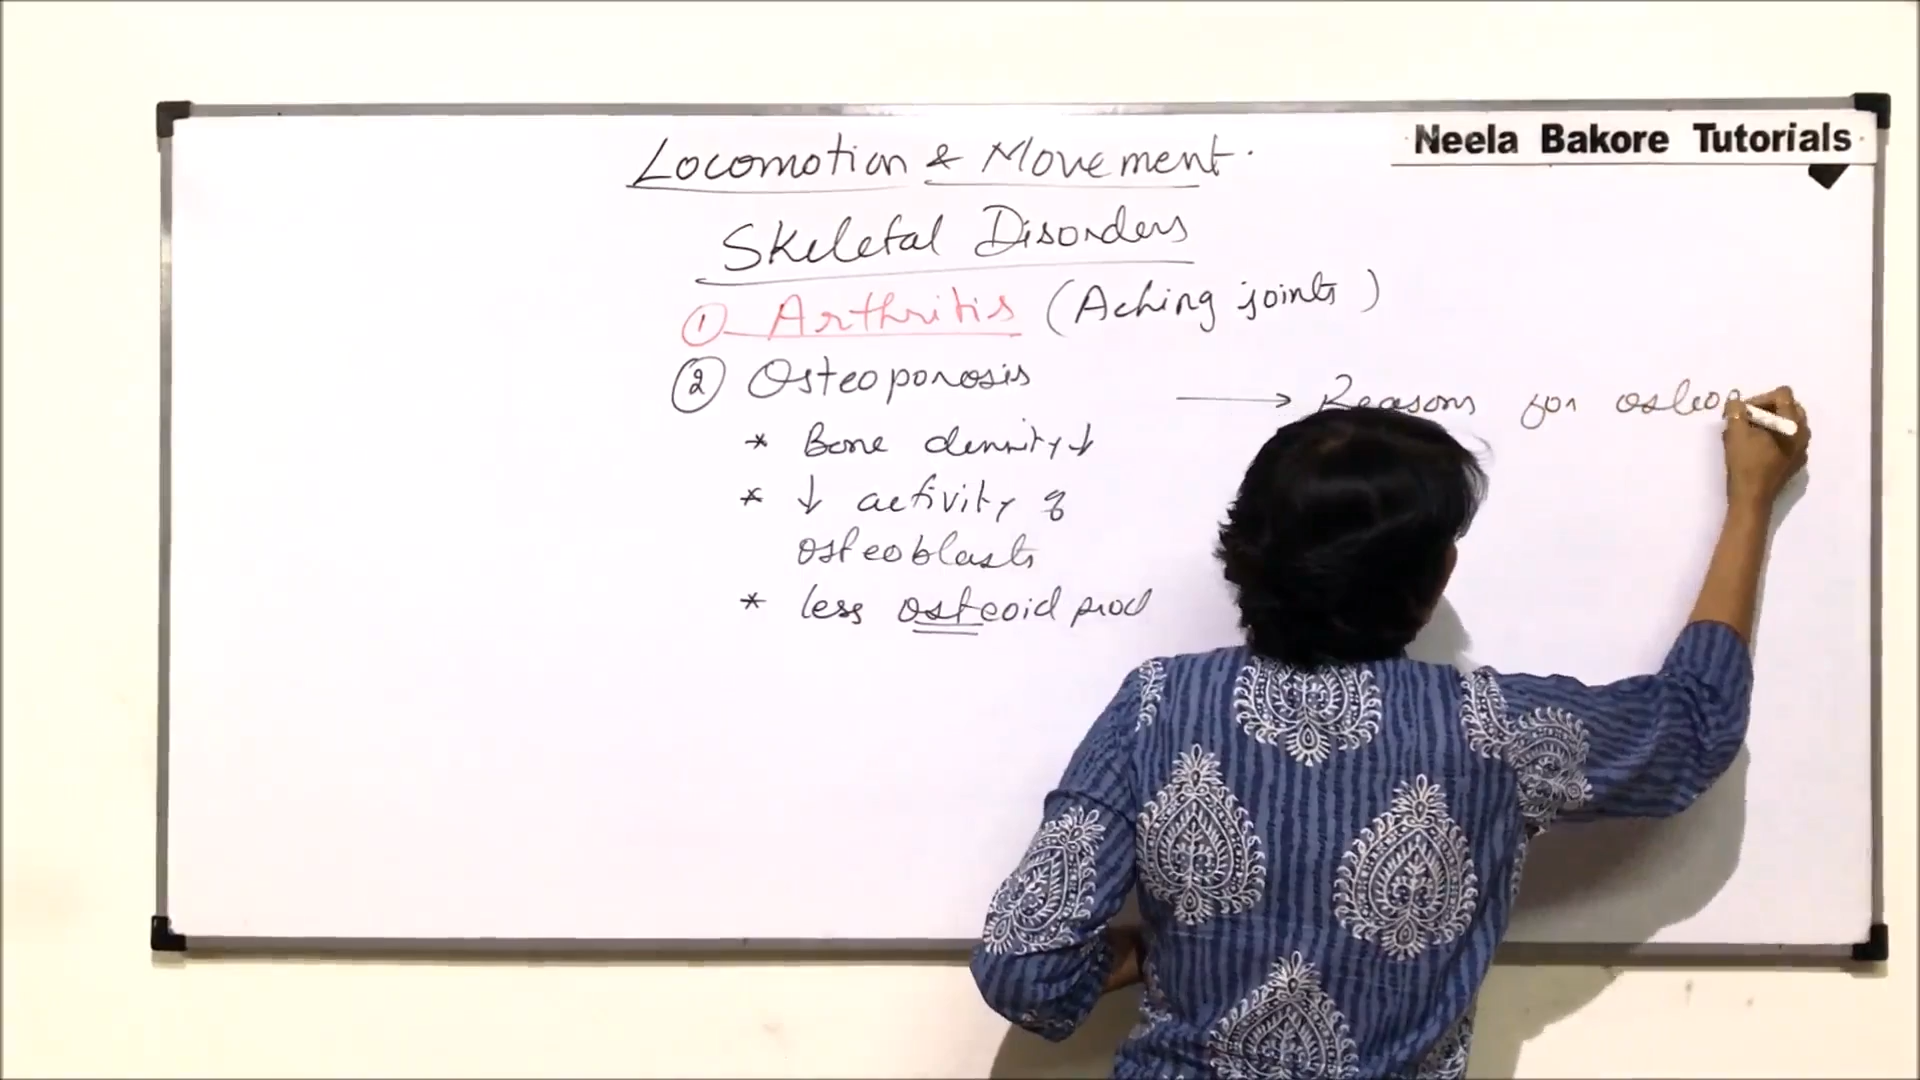 Neela Bakore Tutorials
Locomotion & Movement.
Skeletal Disorders
① Arthritis (Aching joints)
② Osteoporosis
→ Reasons for osteo
* Bone density ↓
* ↓ activity of
osteoblasts
* less osteoid prod